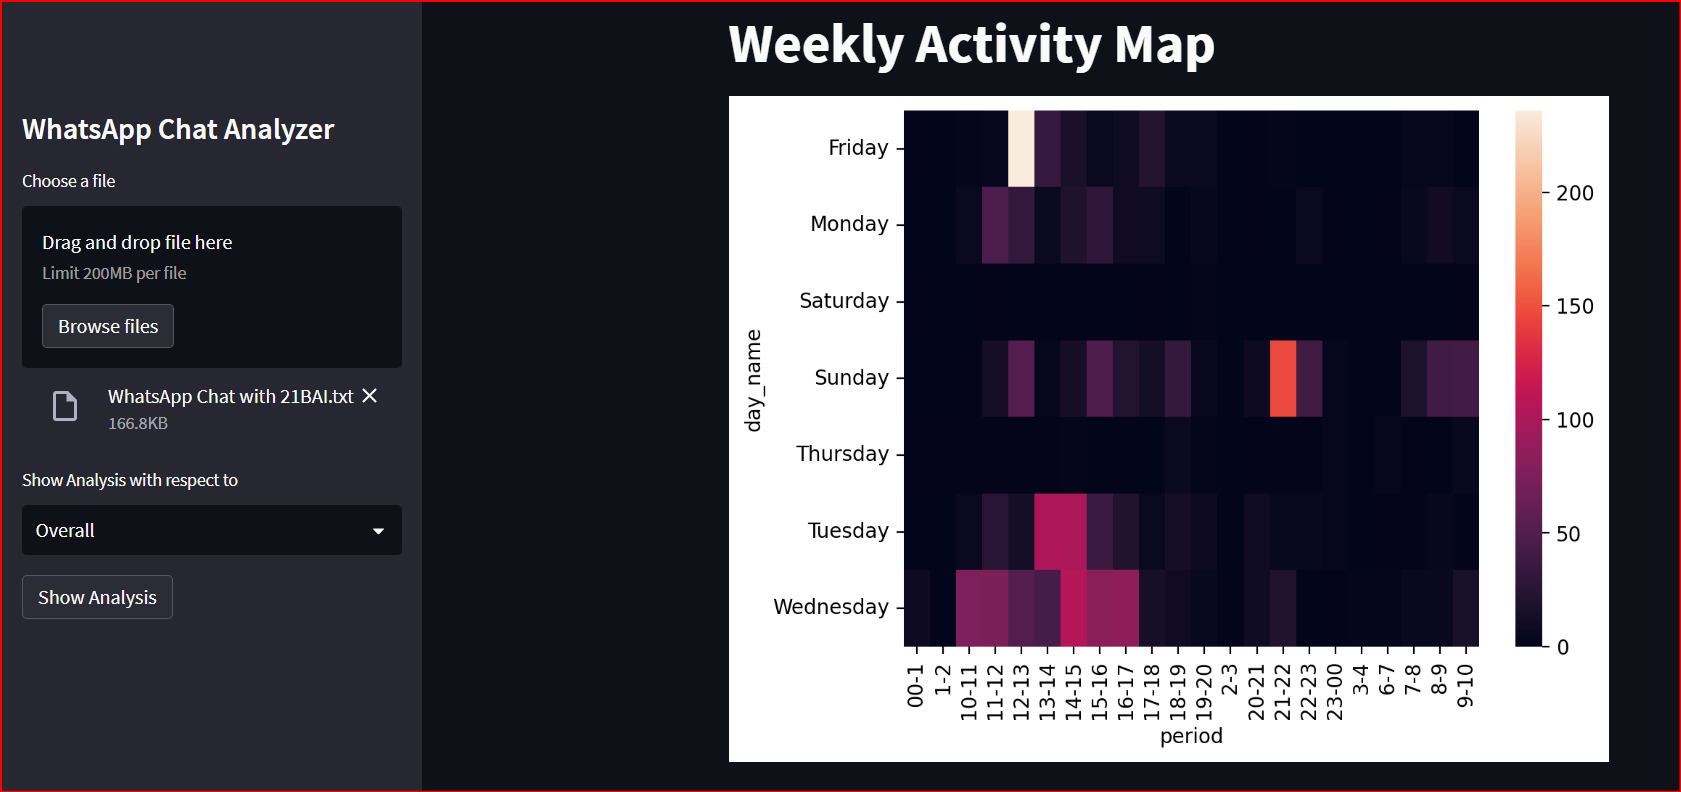 WhatsApp Chat Analyzer
Choose a file
Drag and drop file here
Limit 200MB per file
Browse files
WhatsApp Chat with 21BAI.txt
166.8KB
Show Analysis with respect to
Overall
Show Analysis
Weekly Activity Map
day_name
Friday
Monday
Saturday
Sunday
Thursday
Tuesday
Wednesday
00-1
1-2
10-11
11-12
12-13
13-14
14-15
15-16
16-17
17-18
18-19
19-20
2-3
20-21
21-22
22-23
23-00
3-4
6-7
7-8
8-9
9-10
period
200
150
100
50
0